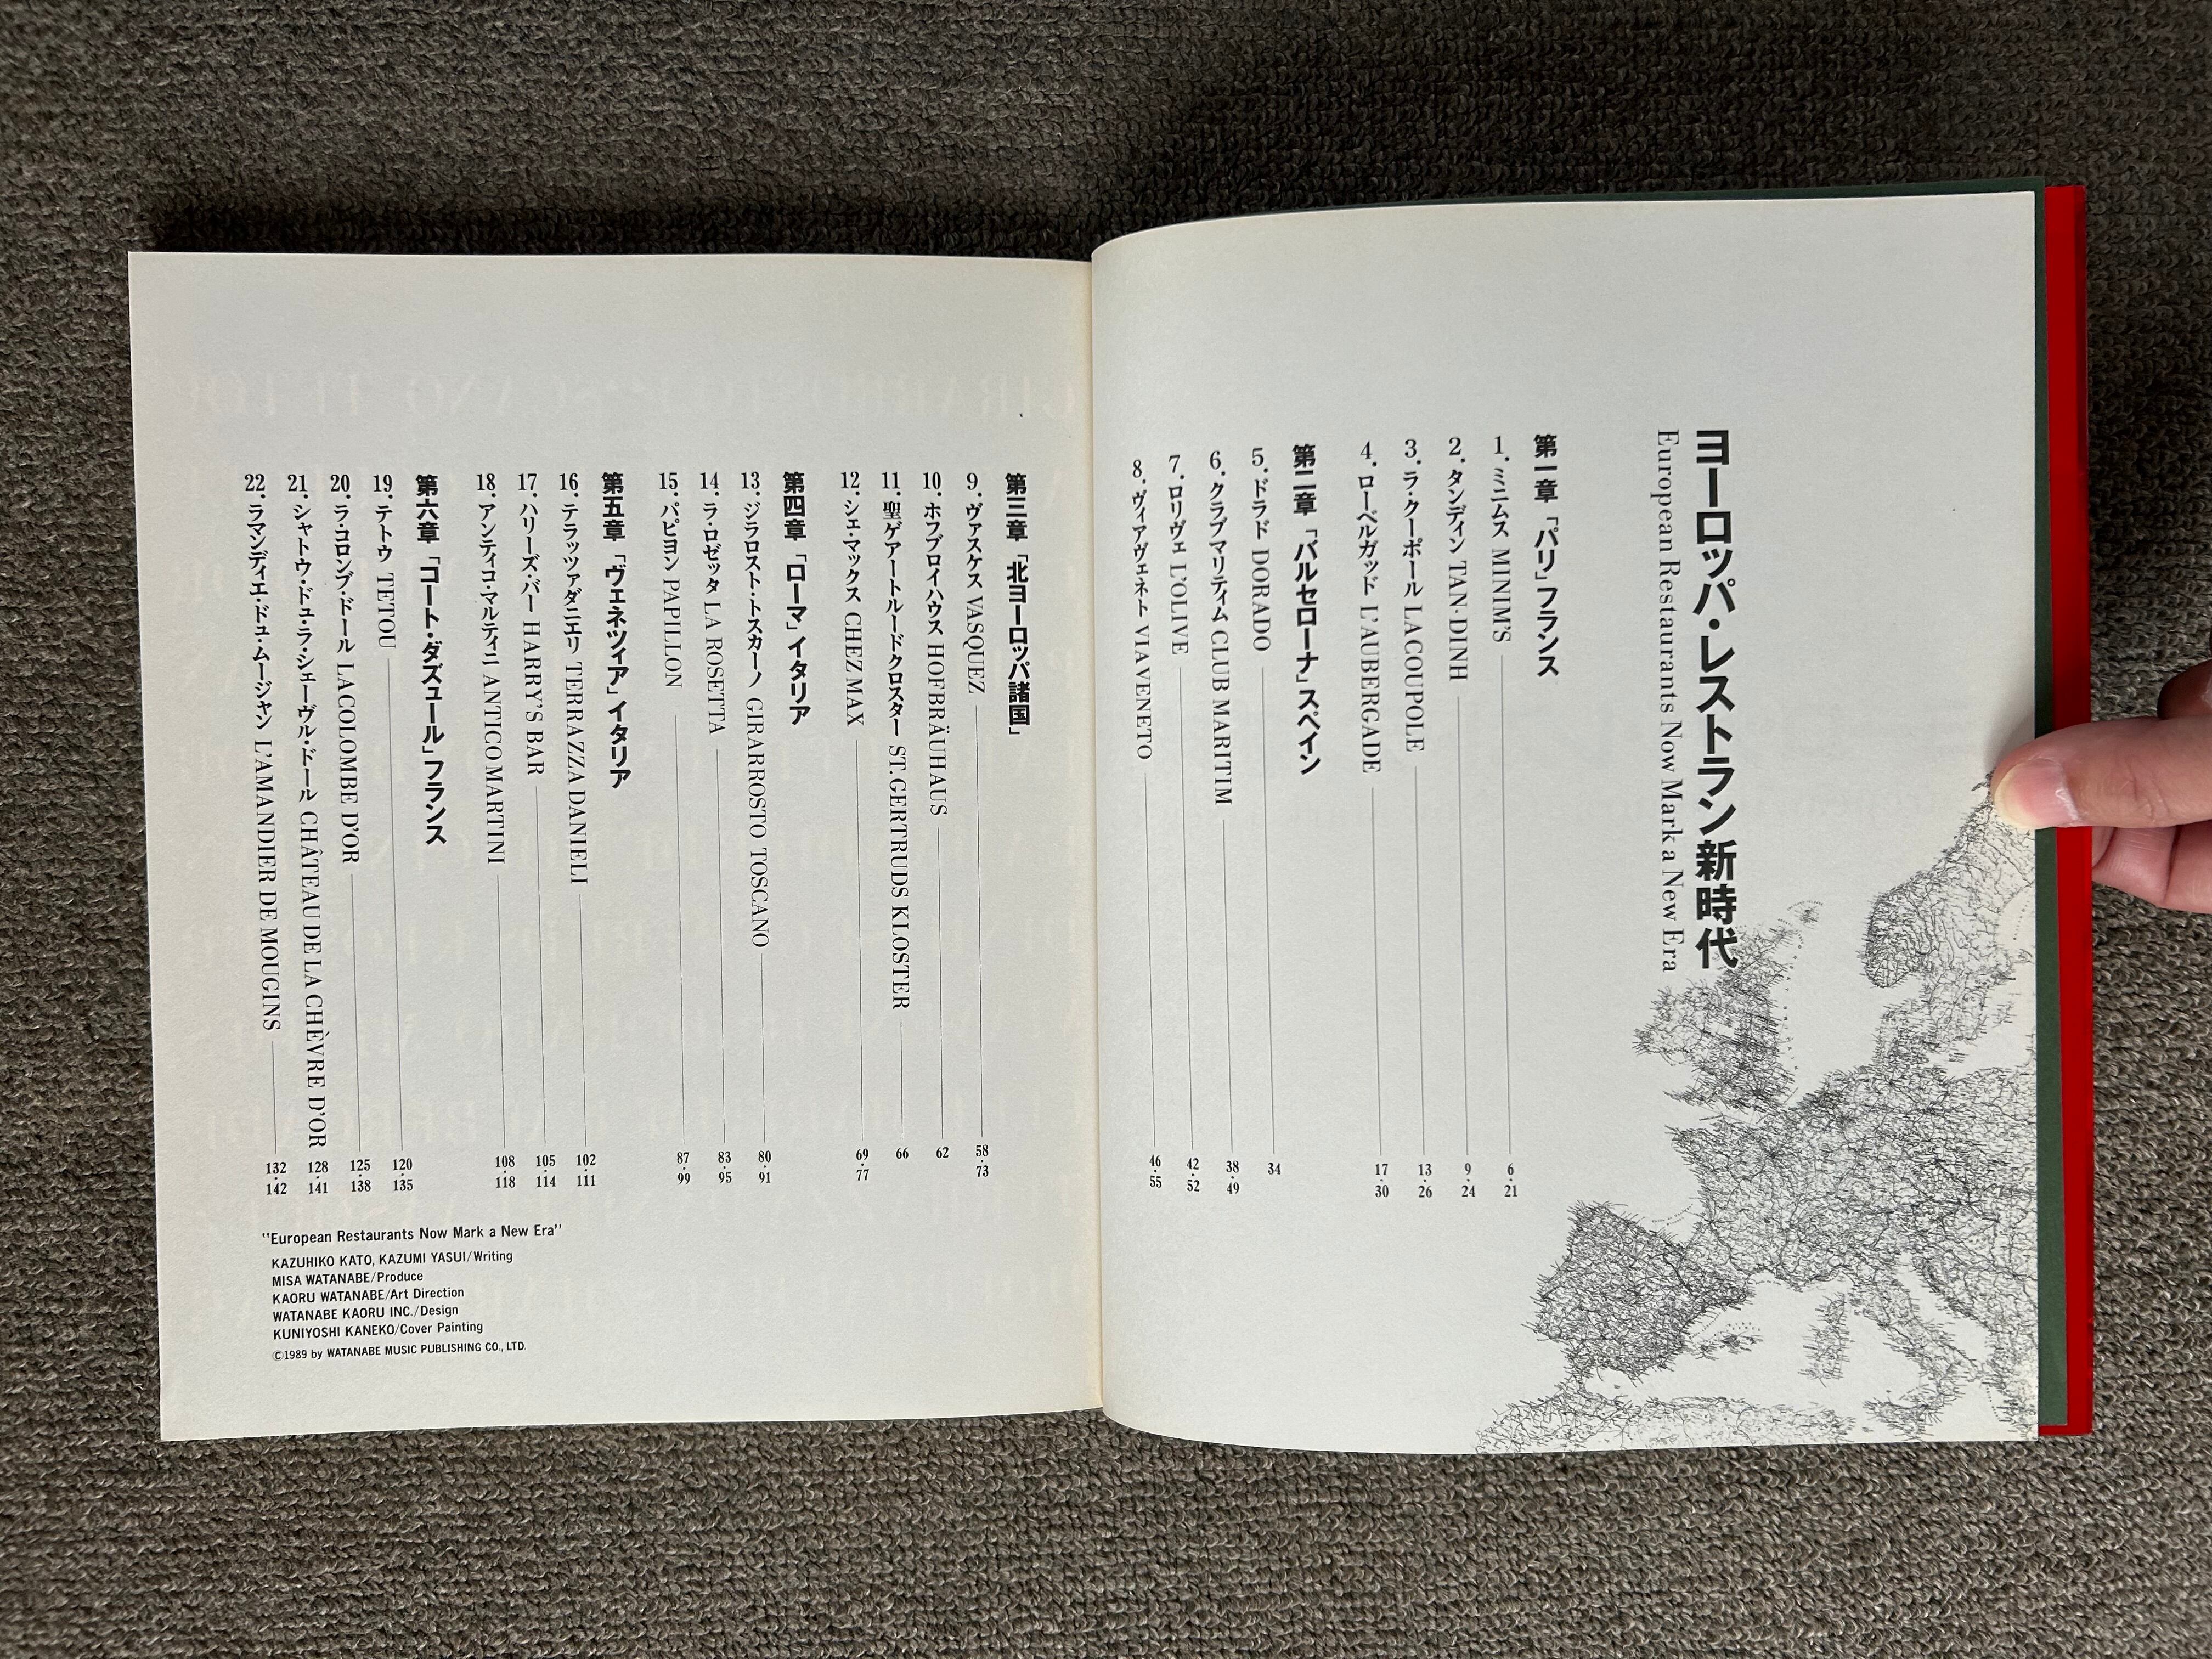 ヨーロッパ・レストラン新時代
European Restaurants Now Mark a New Era
第一章「パリ」フランス
1. ミニムス MINIM'S 6・21
2. タンディン TAN・DINH 9・24
3. ラ・クーポール LA COUPOLE 13・26
4. ローベルガッド L'AUBERGADE 17・30
第二章「バルセローナ」スペイン
5. ドラド DORADO 34
6. クラブマリティム CLUB MARITIM 38・49
7. ロリヴェ L'OLIVE 42・52
8. ヴィアヴェネト VIA VENETO 46・55
第三章「北ヨーロッパ諸国」
9. ヴァスケス VASQUEZ 58・73
10. ホフブロイハウス HOFBRÄUHAUS 62
11. 聖ゲアートルードクロスター ST. GERTRUDS KLOSTER 66
12. シェ・マックス CHEZ MAX 69・77
第四章「ローマ」イタリア
13. ジラロスト・トスカーノ GIRARROSTO TOSCANO 80・91
14. ラ・ロゼッタ LA ROSETTA 83・95
15. パピヨン PAPILLON 87・99
第五章「ヴェネツィア」イタリア
16. テラッツァダニエリ TERRAZZA DANIELI 102・111
17. ハリーズ・バー HARRY'S BAR 105・114
18. アンティコ・マルティニ ANTICO MARTINI 108・118
第六章「コート・ダズュール」フランス
19. テトウ TETOU 120・135
20. ラ・コロンブ・ドール LA COLOMBE D'OR 125・138
21. シャトウ・ドュ・ラ・シェーヴル・ドール CHÂTEAU DE LA CHÈVRE D'OR 128・141
22. ラマンディエ・ドュ・ムージャン L'AMANDIER DE MOUGINS 132・142
"European Restaurants Now Mark a New Era"
KAZUHIKO KATO, KAZUMI YASUI/Writing
MISA WATANABE/Produce
KAORU WATANABE/Art Direction
WATANABE KAORU INC./Design
KUNIYOSHI KANEKO/Cover Painting
©1989 by WATANABE MUSIC PUBLISHING CO., LTD.